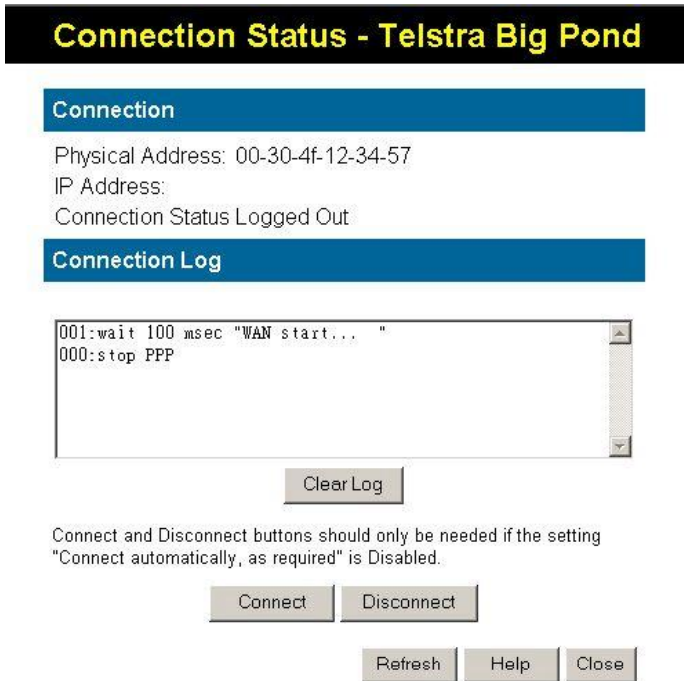 Connection Status - Telstra Big Pond
Connection
Physical Address: 00-30-4f-12-34-57
IP Address:
Connection Status Logged Out
Connection Log
001:wait 100 msec "WAN start...  "
000:stop PPP
Clear Log
Connect and Disconnect buttons should only be needed if the setting
"Connect automatically, as required" is Disabled.
Connect Disconnect
Refresh Help Close